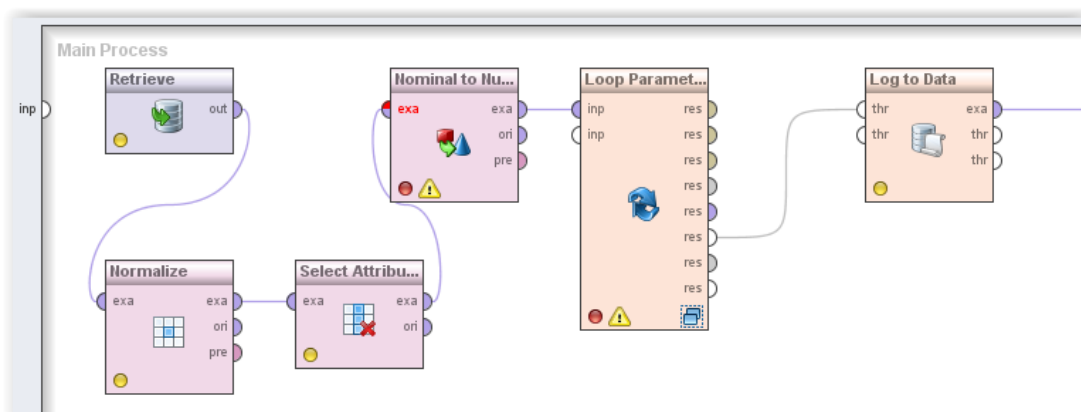 Main Process
Retrieve
Nominal to Nu...
Loop Paramet...
Log to Data
inp
out
exa
exa
inp
res
thr
exa
ori
inp
res
thr
thr
pre
res
thr
res
res
res
res
res
Normalize
Select Attribu...
exa
exa
exa
exa
ori
ori
pre